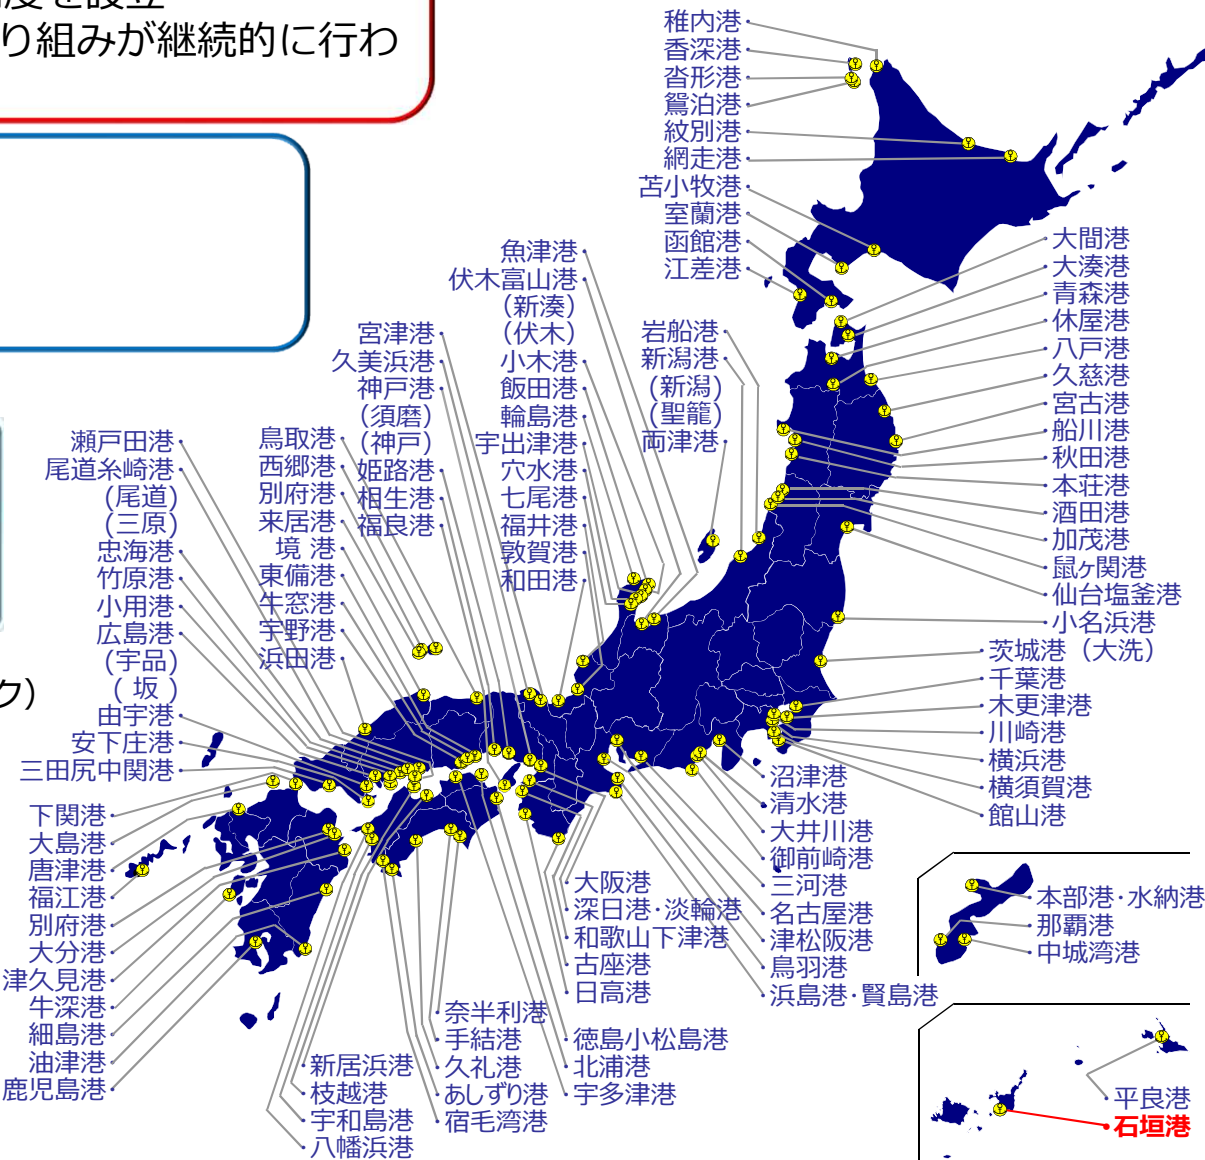 り組みが継続的に行わ
ク）
稚内港
香深港
沓形港
鴛泊港
紋別港
網走港
苫小牧港
室蘭港
函館港
江差港
大間港
大湊港
青森港
休屋港
八戸港
久慈港
宮古港
船川港
秋田港
本荘港
酒田港
加茂港
鼠ヶ関港
仙台塩釜港
小名浜港
茨城港（大洗）
千葉港
木更津港
川崎港
横浜港
横須賀港
館山港
魚津港
伏木富山港
（新湊）
（伏木）
小木港
飯田港
輪島港
宇出津港
穴水港
七尾港
福井港
敦賀港
和田港
岩船港
新潟港
（新潟）
（聖籠）
両津港
宮津港
久美浜港
神戸港
（須磨）
（神戸）
姫路港
相生港
福良港
鳥取港
西郷港
別府港
来居港
境 港
東備港
牛窓港
宇野港
浜田港
瀬戸田港
尾道糸崎港
（尾道）
（三原）
忠海港
竹原港
小用港
広島港
（宇品）
（ 坂 ）
由宇港
安下庄港
三田尻中関港
下関港
大島港
唐津港
福江港
別府港
大分港
津久見港
牛深港
細島港
油津港
鹿児島港
新居浜港
枝越港
宇和島港
八幡浜港
奈半利港
手結港
久礼港
あしずり港
宿毛湾港
徳島小松島港
北浦港
宇多津港
大阪港
深日港・淡輪港
和歌山下津港
古座港
日高港
沼津港
清水港
大井川港
御前崎港
三河港
名古屋港
津松阪港
鳥羽港
浜島港・賢島港
本部港・水納港
那覇港
中城湾港
平良港
石垣港